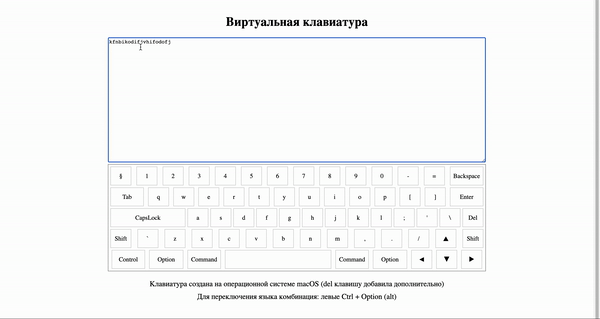 Виртуальная клавиатура
kfnbikodifjvhifodofj
§ 1 2 3 4 5 6 7 8 9 0 - = Backspace
Tab q w e r t y u i o p [ ] Enter
CapsLock a s d f g h j k l ; ' \ Del
Shift ` z x c v b n m , . / ▲ Shift
Control Option Command Command Option ◄ ▼ ►
Клавиатура создана на операционной системе macOS (del клавишу добавила дополнительно)
Для переключения языка комбинация: левые Ctrl + Option (alt)